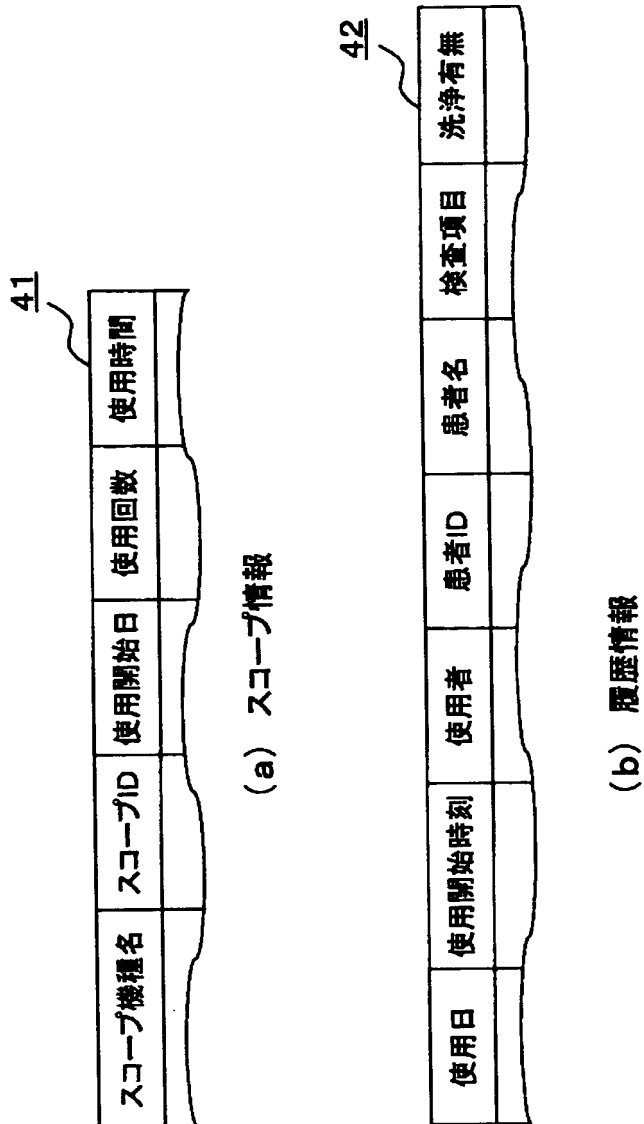 41
スコープ機種名 スコープID 使用開始日 使用回数 使用時間
(a) スコープ情報
42
使用日 使用開始時刻 使用者 患者ID 患者名 検査項目 洗浄有無
(b) 履歴情報